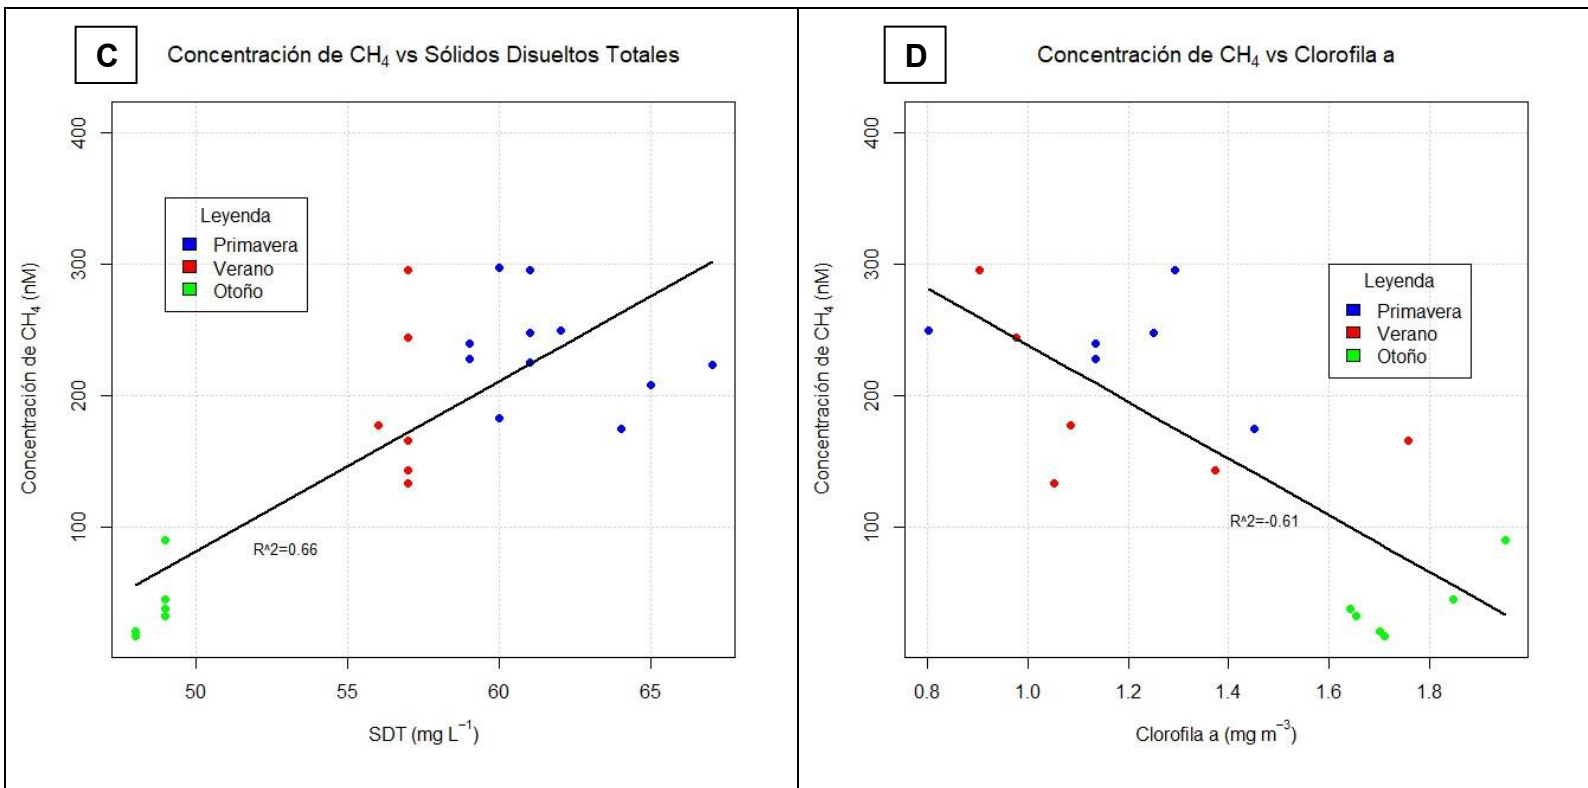 C
Concentración de CH₄ vs Sólidos Disueltos Totales
400
300
200
100
Concentración de CH₄ (nM)
Leyenda
Primavera
Verano
Otoño
R^2=0.66
50 55 60 65
SDT (mg L⁻¹)
D
Concentración de CH₄ vs Clorofila a
400
300
200
100
Concentración de CH₄ (nM)
Leyenda
Primavera
Verano
Otoño
R^2=-0.61
0.8 1.0 1.2 1.4 1.6 1.8
Clorofila a (mg m⁻³)